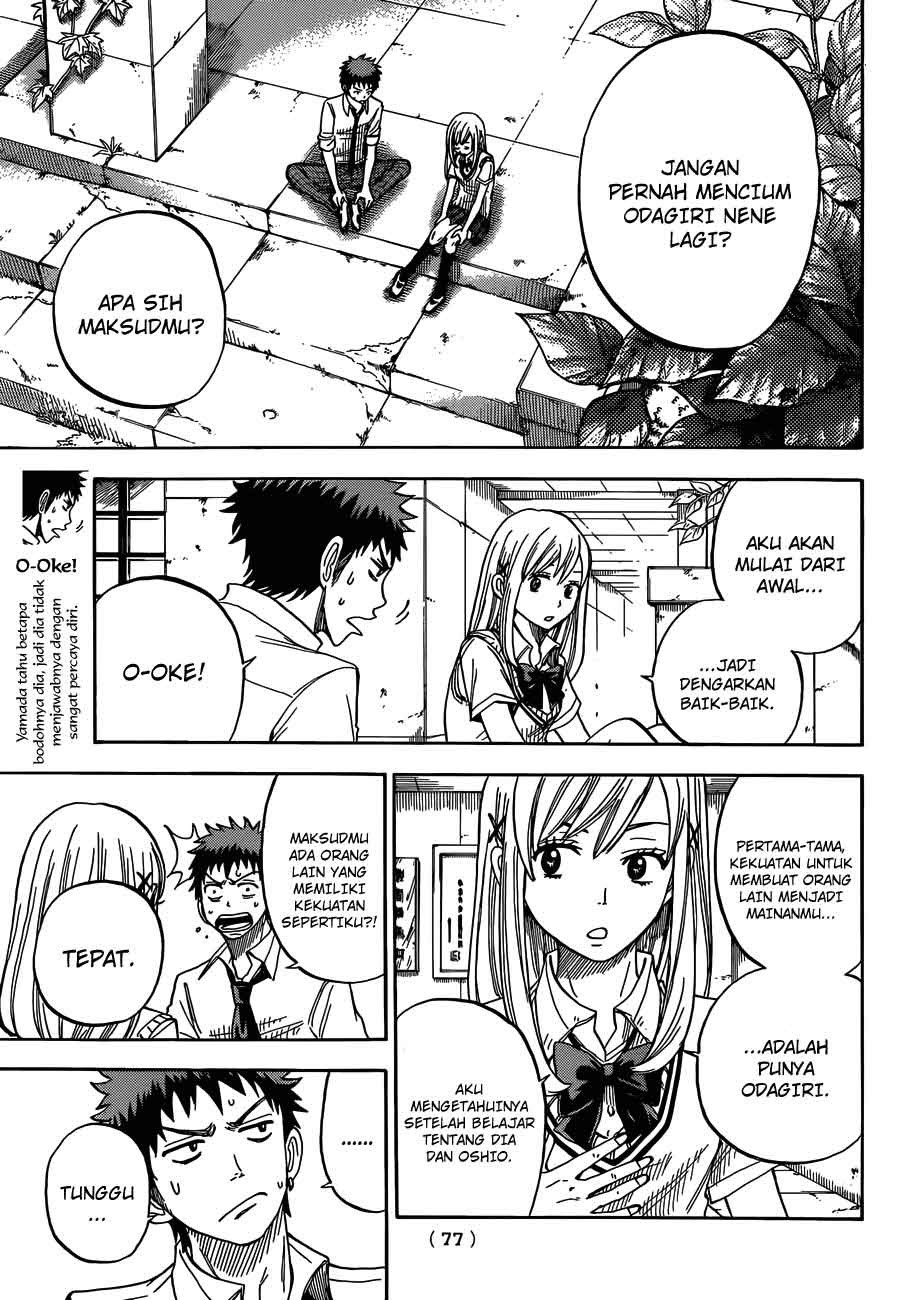 JANGAN
PERNAH MENCIUM
ODAGIRI NENE
LAGI?
APA SIH
MAKSUDMU?
AKU AKAN
MULAI DARI
AWAL...
...JADI
DENGARKAN
BAIK-BAIK.
O-OKE!
O-Oke!
Yamada tahu betapa
bodohnya dia, jadi dia tidak
menjawabnya dengan
sangat percaya diri.
PERTAMA-TAMA,
KEKUATAN UNTUK
MEMBUAT ORANG
LAIN MENJADI
MAINANMU...
...ADALAH
PUNYA
ODAGIRI.
AKU
MENGETAHUINYA
SETELAH BELAJAR
TENTANG DIA
DAN OSHIO.
MAKSUDMU
ADA ORANG
LAIN YANG
MEMILIKI
KEKUATAN
SEPERTIKU?!
TEPAT.
......
TUNGGU
...
( 77 )